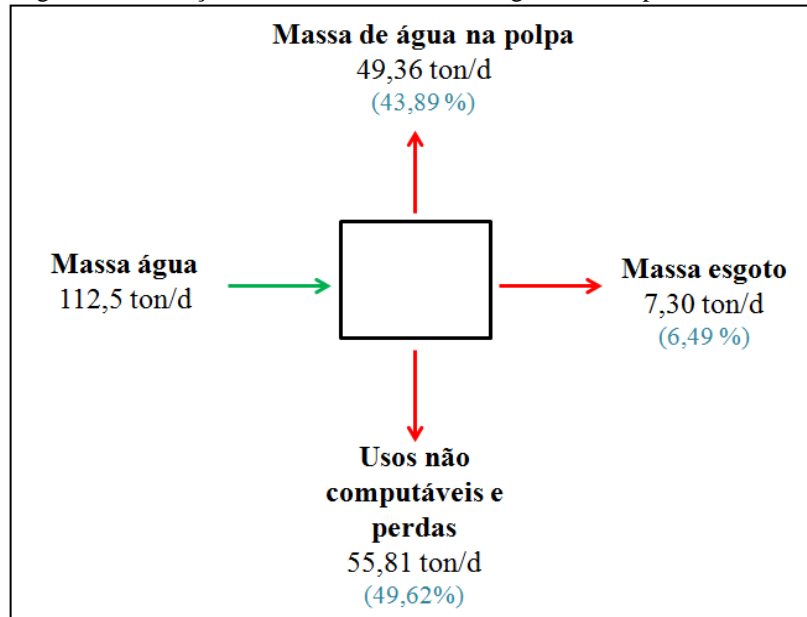 Massa de água na polpa
49,36 ton/d
(43,89 %)
Massa água
112,5 ton/d
Massa esgoto
7,30 ton/d
(6,49 %)
Usos não
computáveis e
perdas
55,81 ton/d
(49,62%)